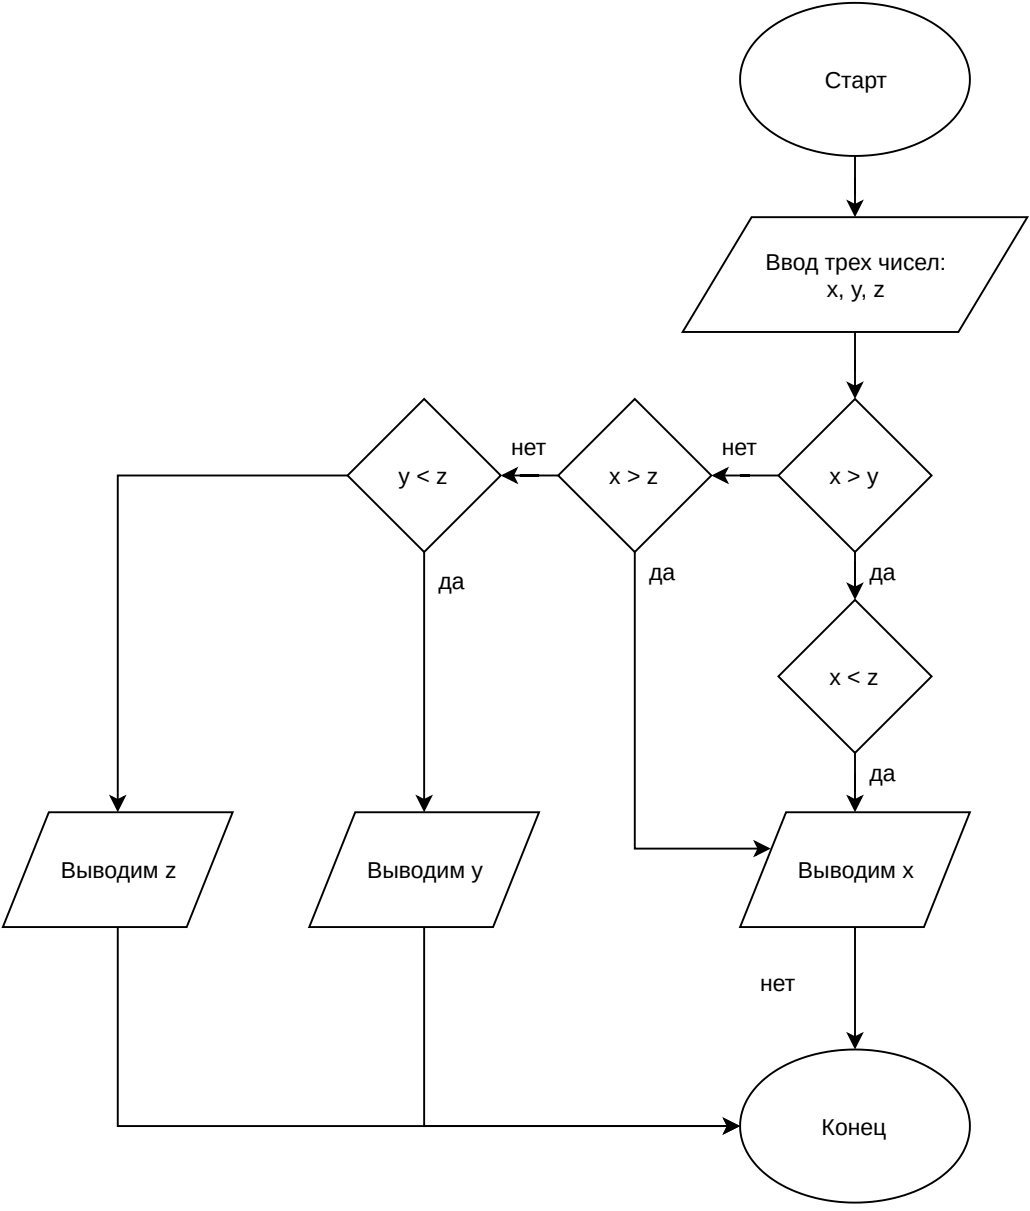 Старт
Ввод трех чисел:
x, y, z
нет
нет
y < z
x > z
x > y
да
да
да
x < z
да
Выводим z
Выводим y
Выводим x
нет
Конец